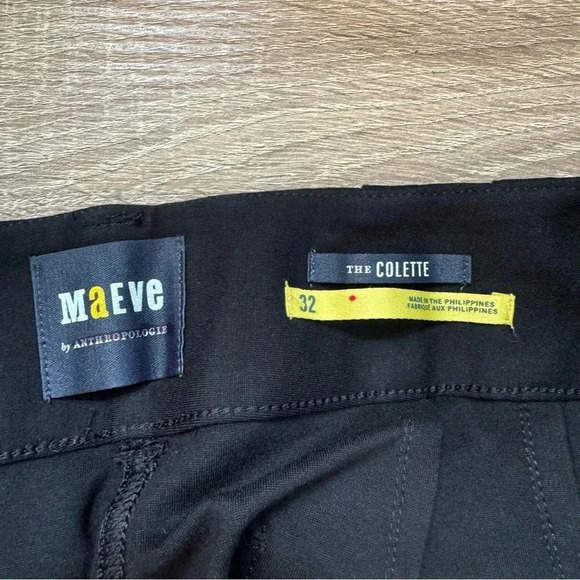 MaEVe
by ANTHROPOLOGIE
THE COLETTE
32
MADE IN THE PHILIPPINES
FABRIQUÉ AUX PHILIPPINES